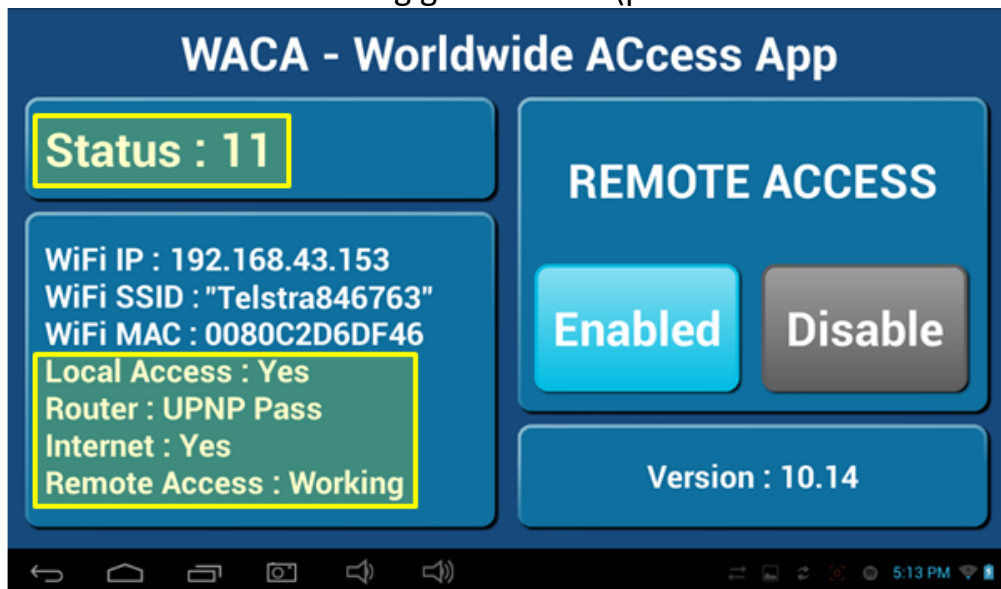 WACA - Worldwide ACcess App
Status : 11
WiFi IP : 192.168.43.153
WiFi SSID : "Telstra846763"
WiFi MAC : 0080C2D6DF46
Local Access : Yes
Router : UPNP Pass
Internet : Yes
Remote Access : Working
REMOTE ACCESS
Enabled
Disable
Version : 10.14
5:13 PM